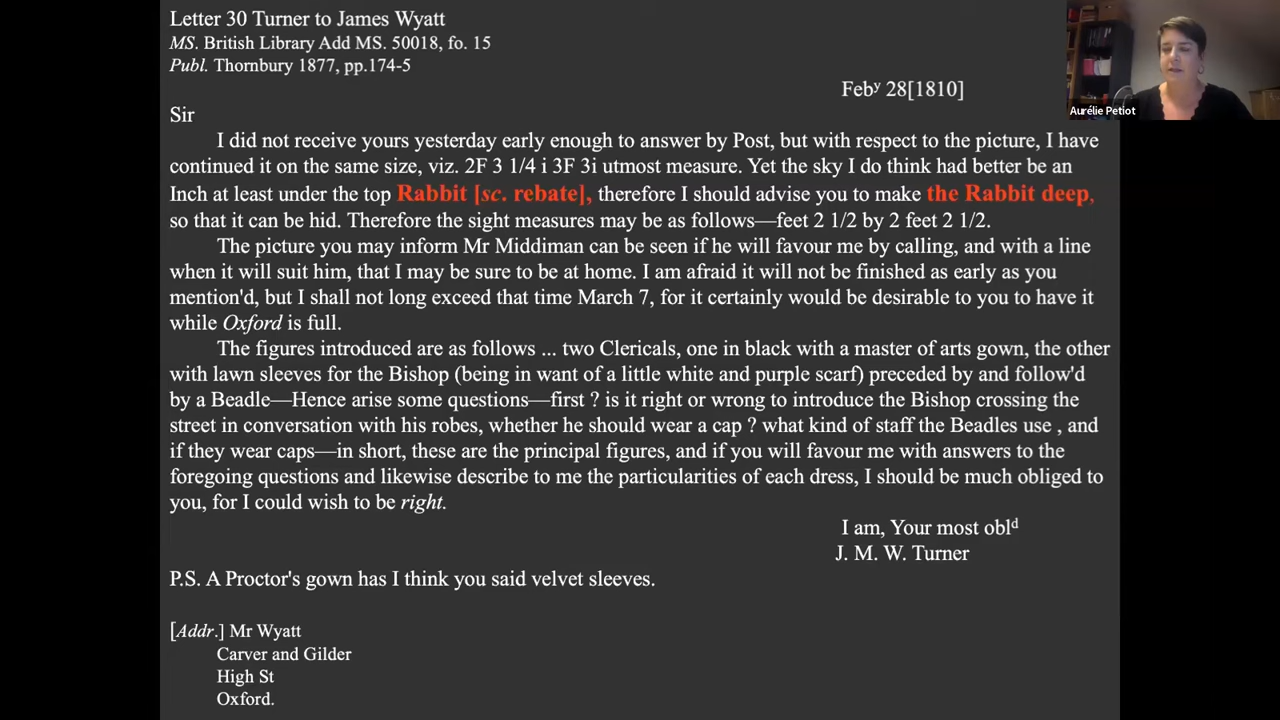 Letter 30 Turner to James Wyatt
MS. British Library Add MS. 50018, fo. 15
Publ. Thornbury 1877, pp.174-5
Febʸ 28[1810]
Aurélie Petiot
Sir
I did not receive yours yesterday early enough to answer by Post, but with respect to the picture, I have
continued it on the same size, viz. 2F 3 1/4 i 3F 3i utmost measure. Yet the sky I do think had better be an
Inch at least under the top Rabbit [sc. rebate], therefore I should advise you to make the Rabbit deep,
so that it can be hid. Therefore the sight measures may be as follows—feet 2 1/2 by 2 feet 2 1/2.
The picture you may inform Mr Middiman can be seen if he will favour me by calling, and with a line
when it will suit him, that I may be sure to be at home. I am afraid it will not be finished as early as you
mention'd, but I shall not long exceed that time March 7, for it certainly would be desirable to you to have it
while Oxford is full.
The figures introduced are as follows ... two Clericals, one in black with a master of arts gown, the other
with lawn sleeves for the Bishop (being in want of a little white and purple scarf) preceded by and follow'd
by a Beadle—Hence arise some questions—first ? is it right or wrong to introduce the Bishop crossing the
street in conversation with his robes, whether he should wear a cap ? what kind of staff the Beadles use , and
if they wear caps—in short, these are the principal figures, and if you will favour me with answers to the
foregoing questions and likewise describe to me the particularities of each dress, I should be much obliged to
you, for I could wish to be right.
I am, Your most oblᵈ
J. M. W. Turner
P.S. A Proctor's gown has I think you said velvet sleeves.
[Addr.] Mr Wyatt
Carver and Gilder
High St
Oxford.